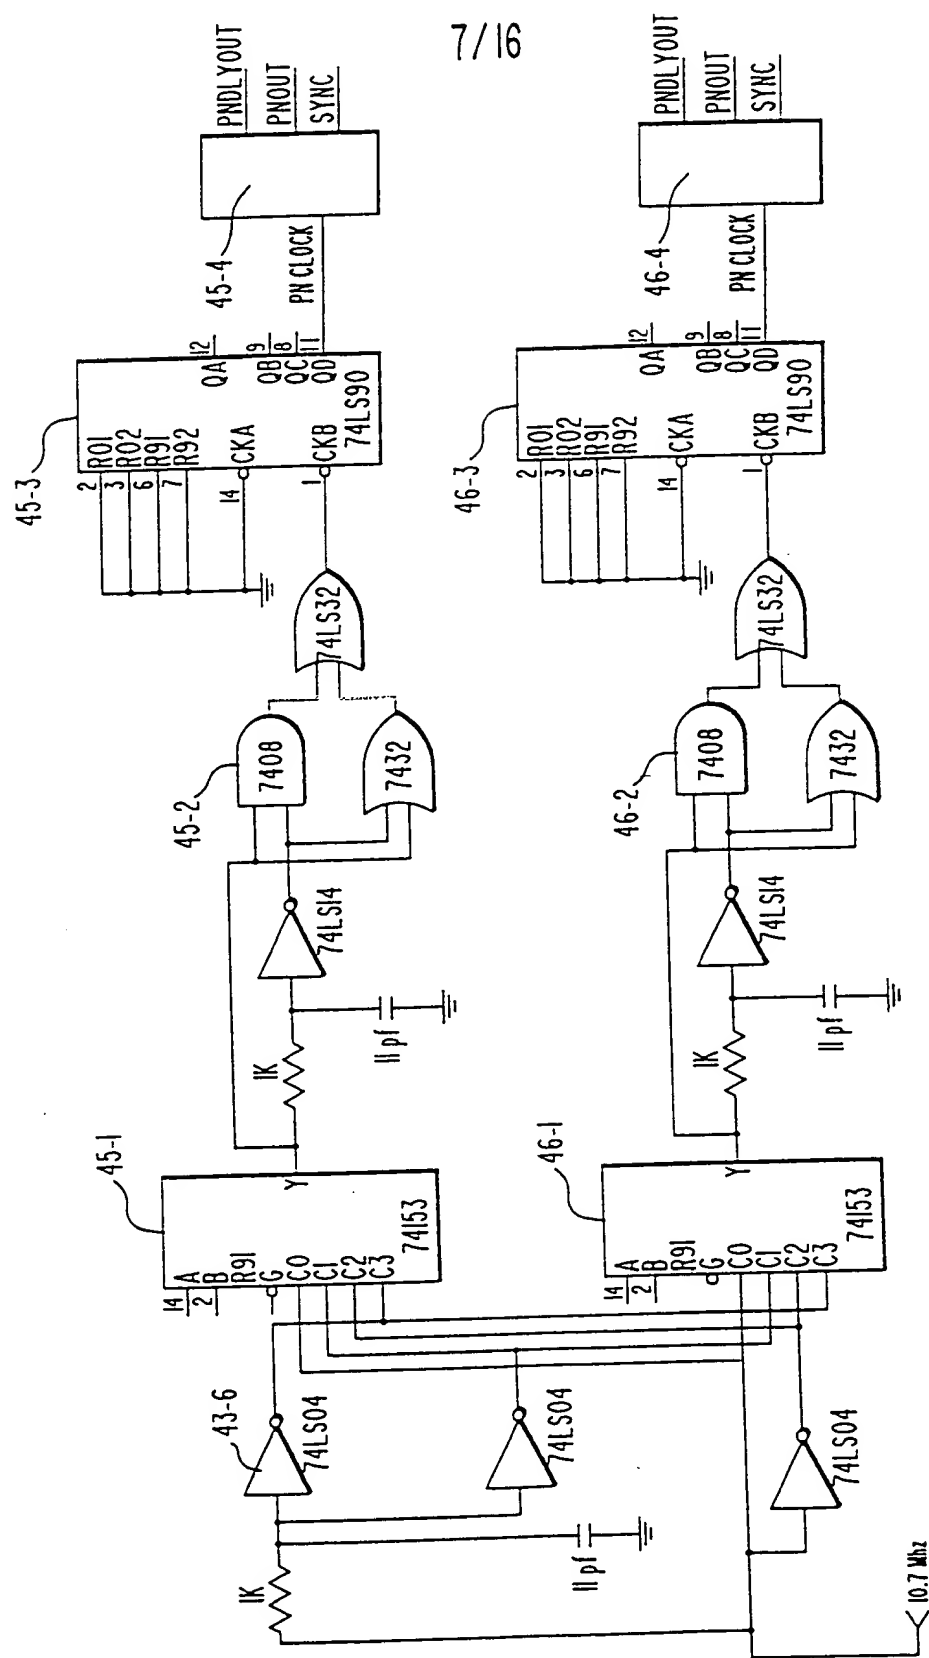 7/16
10.7 Mhz
1K
11 pf
43-6
74LS04
74LS04
74LS04
45-1
14
2
A
B
R91
G
C0
C1
C2
C3
Y
74153
1K
11 pf
74LS14
45-2
7408
7432
74LS32
45-3
2
3
6
7
14
1
R01
R02
R91
R92
CKA
CKB
QA
QB
QC
QD
12
9
8
11
74LS90
PN CLOCK
45-4
PNDLYOUT
PNOUT
SYNC
46-1
14
2
A
B
R91
G
C0
C1
C2
C3
Y
74153
1K
11 pf
74LS14
46-2
7408
7432
74LS32
46-3
2
3
6
7
14
1
R01
R02
R91
R92
CKA
CKB
QA
QB
QC
QD
12
9
8
11
74LS90
PN CLOCK
46-4
PNDLYOUT
PNOUT
SYNC